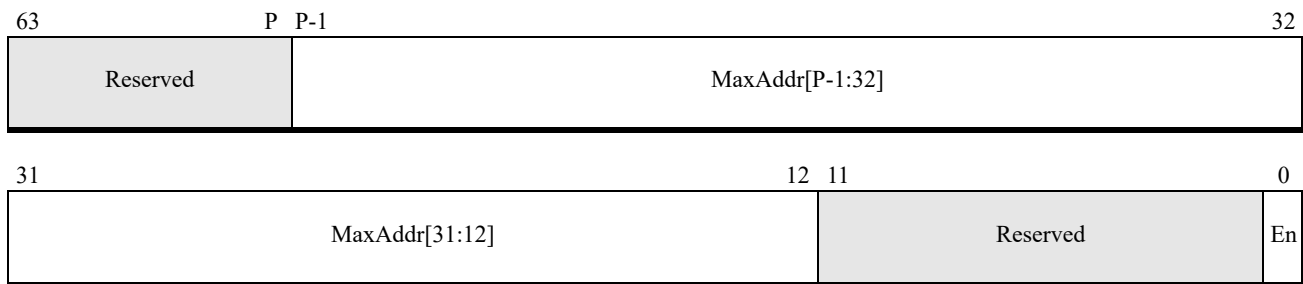 63 P P-1 32
Reserved MaxAddr[P-1:32]
31 12 11 0
MaxAddr[31:12] Reserved En